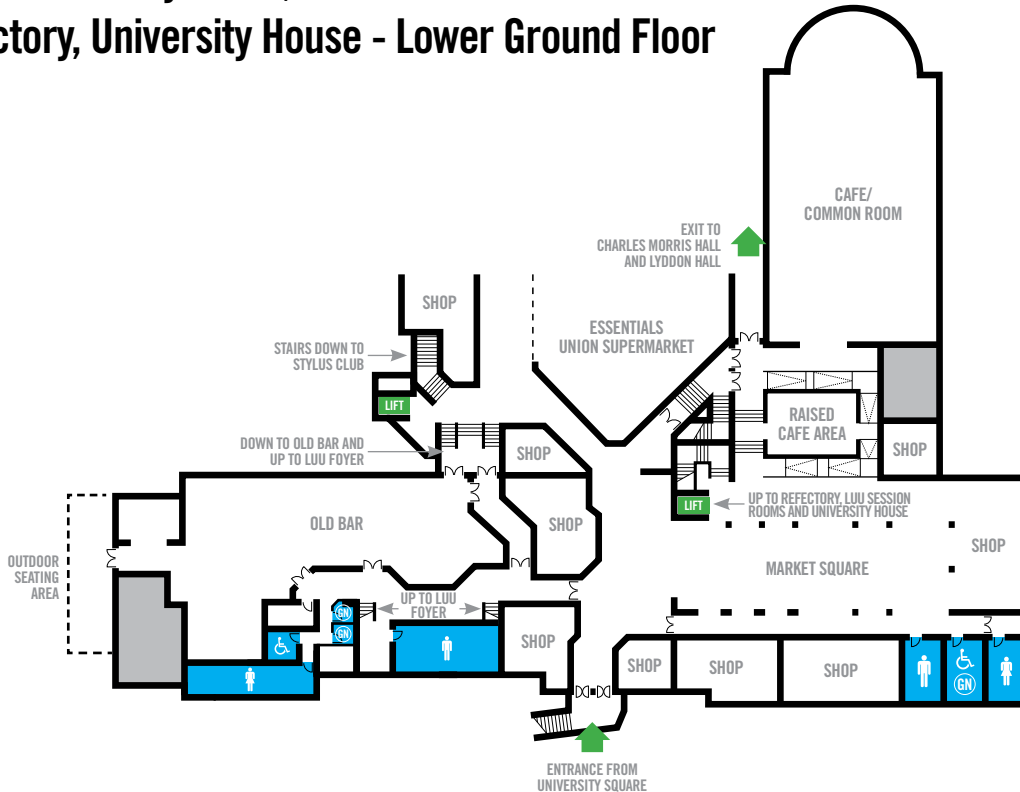 ctory, University House - Lower Ground Floor
CAFE/
COMMON ROOM
EXIT TO
CHARLES MORRIS HALL
AND LYDDON HALL
SHOP
ESSENTIALS
UNION SUPERMARKET
STAIRS DOWN TO
STYLUS CLUB
LIFT
RAISED
CAFE AREA
DOWN TO OLD BAR AND
UP TO LUU FOYER
SHOP
SHOP
LIFT
UP TO REFECTORY, LUU SESSION
ROOMS AND UNIVERSITY HOUSE
OLD BAR
SHOP
SHOP
OUTDOOR
SEATING
AREA
MARKET SQUARE
UP TO LUU
FOYER
GN
GN
SHOP
SHOP
SHOP
SHOP
GN
ENTRANCE FROM
UNIVERSITY SQUARE